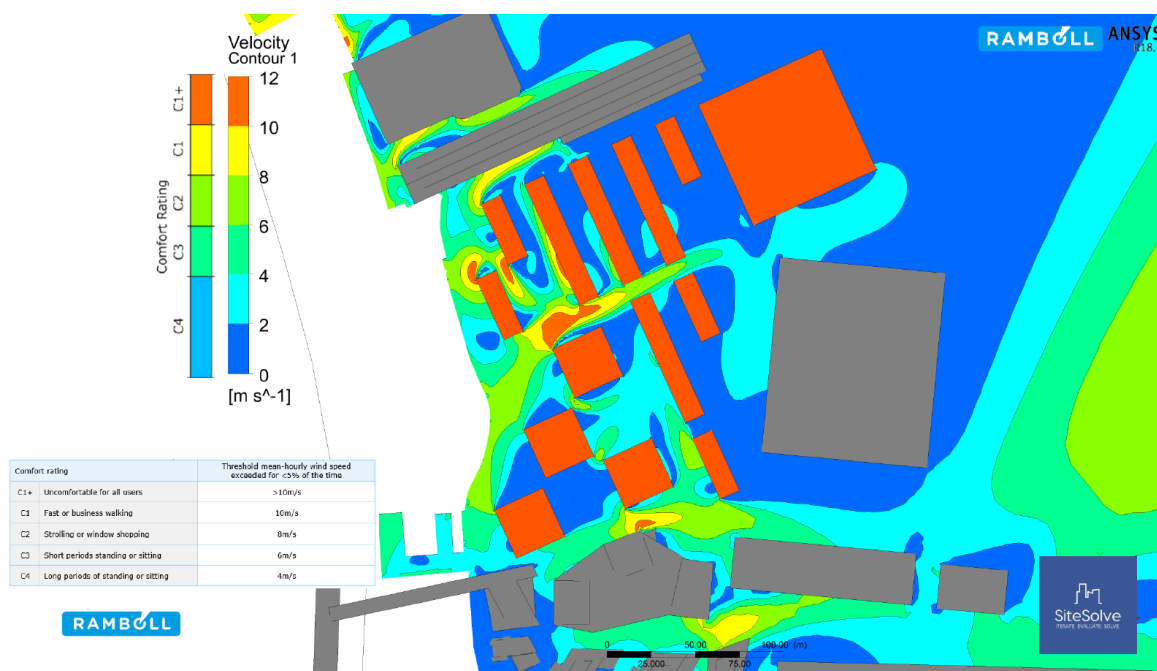 Velocity
Contour 1
12
10
8
6
4
2
0
[m s^-1]
Comfort Rating
C1+
C1
C2
C3
C4
RAMBOLL
ANSYS
R18.
Comfort rating
Threshold mean-hourly wind speed
exceeded for <5% of the time
C1+ Uncomfortable for all users >10m/s
C1 Fast or business walking 10m/s
C2 Strolling or window shopping 8m/s
C3 Short periods standing or sitting 6m/s
C4 Long periods of standing or sitting 4m/s
RAMBOLL
0 50.00 100.00 (m)
25.000 75.00
SiteSolve
ITERATE. EVALUATE. SOLVE.